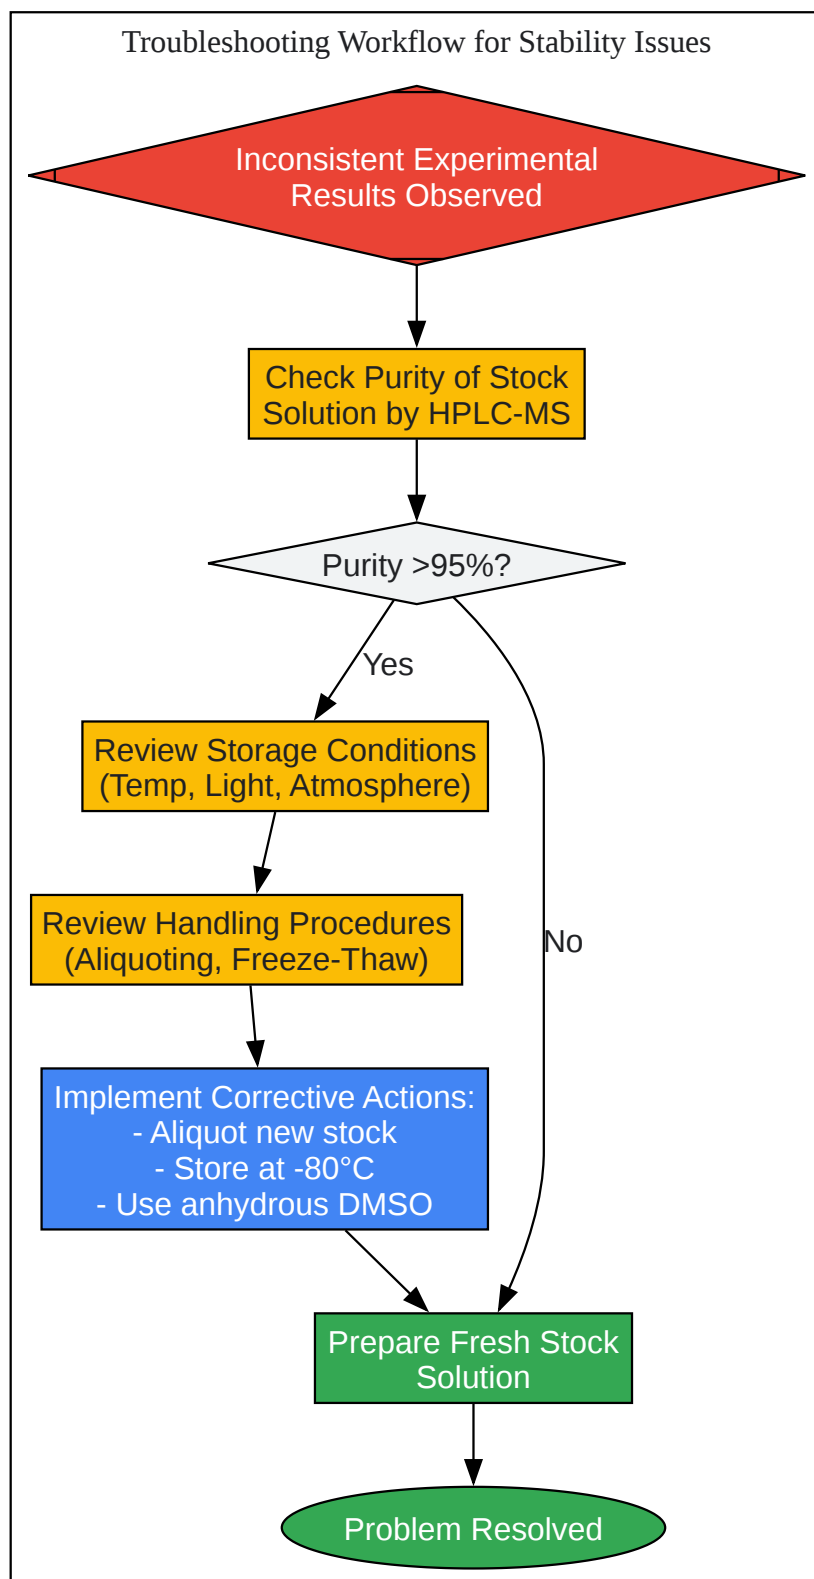 Troubleshooting Workflow for Stability Issues
Inconsistent Experimental
Results Observed
Check Purity of Stock
Solution by HPLC-MS
Purity >95%?
Yes
Review Storage Conditions
(Temp, Light, Atmosphere)
Review Handling Procedures
(Aliquoting, Freeze-Thaw)
No
Implement Corrective Actions:
- Aliquot new stock
- Store at -80°C
- Use anhydrous DMSO
Prepare Fresh Stock
Solution
Problem Resolved